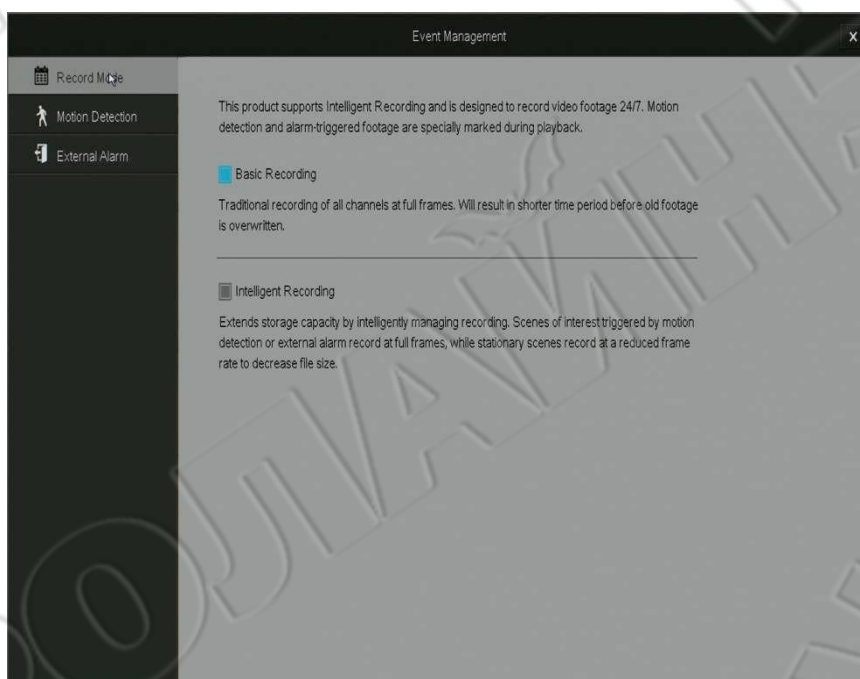 Event Management
X
Record Mode
Motion Detection
External Alarm
This product supports Intelligent Recording and is designed to record video footage 24/7. Motion
detection and alarm-triggered footage are specially marked during playback.
Basic Recording
Traditional recording of all channels at full frames. Will result in shorter time period before old footage
is overwritten.
Intelligent Recording
Extends storage capacity by intelligently managing recording. Scenes of interest triggered by motion
detection or external alarm record at full frames, while stationary scenes record at a reduced frame
rate to decrease file size.
ОЛАЙН